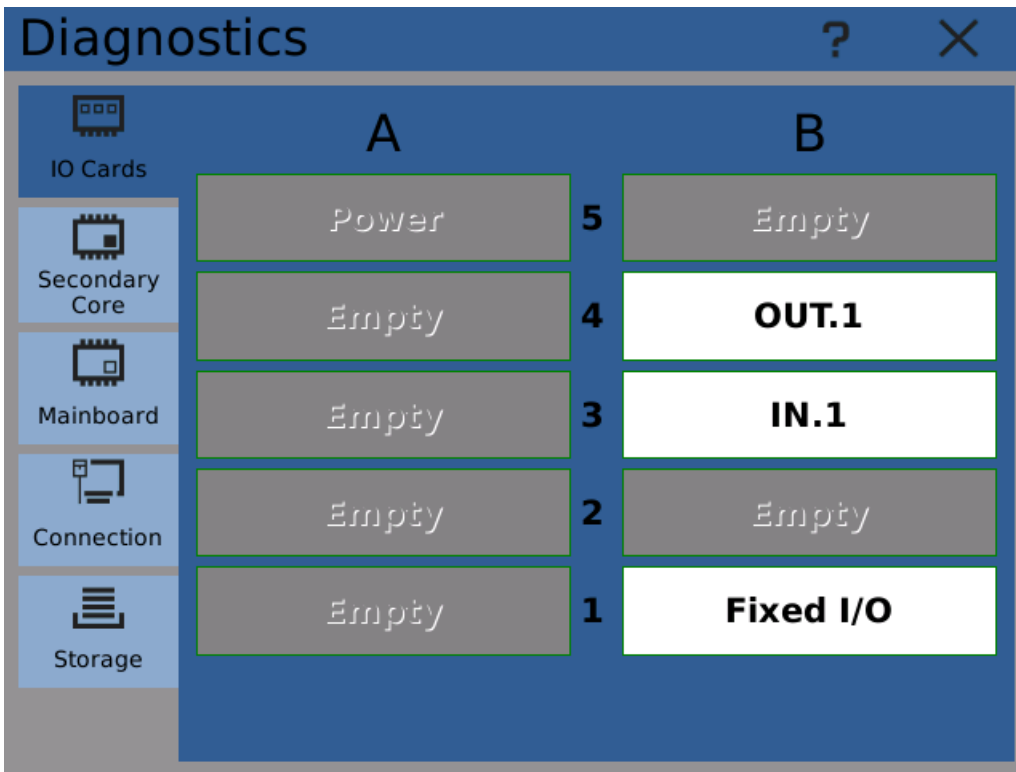 Diagnostics ?
IO Cards
Secondary
Core
Mainboard
Connection
Storage
A B
Power 5 Empty
Empty 4 OUT.1
Empty 3 IN.1
Empty 2 Empty
Empty 1 Fixed I/O